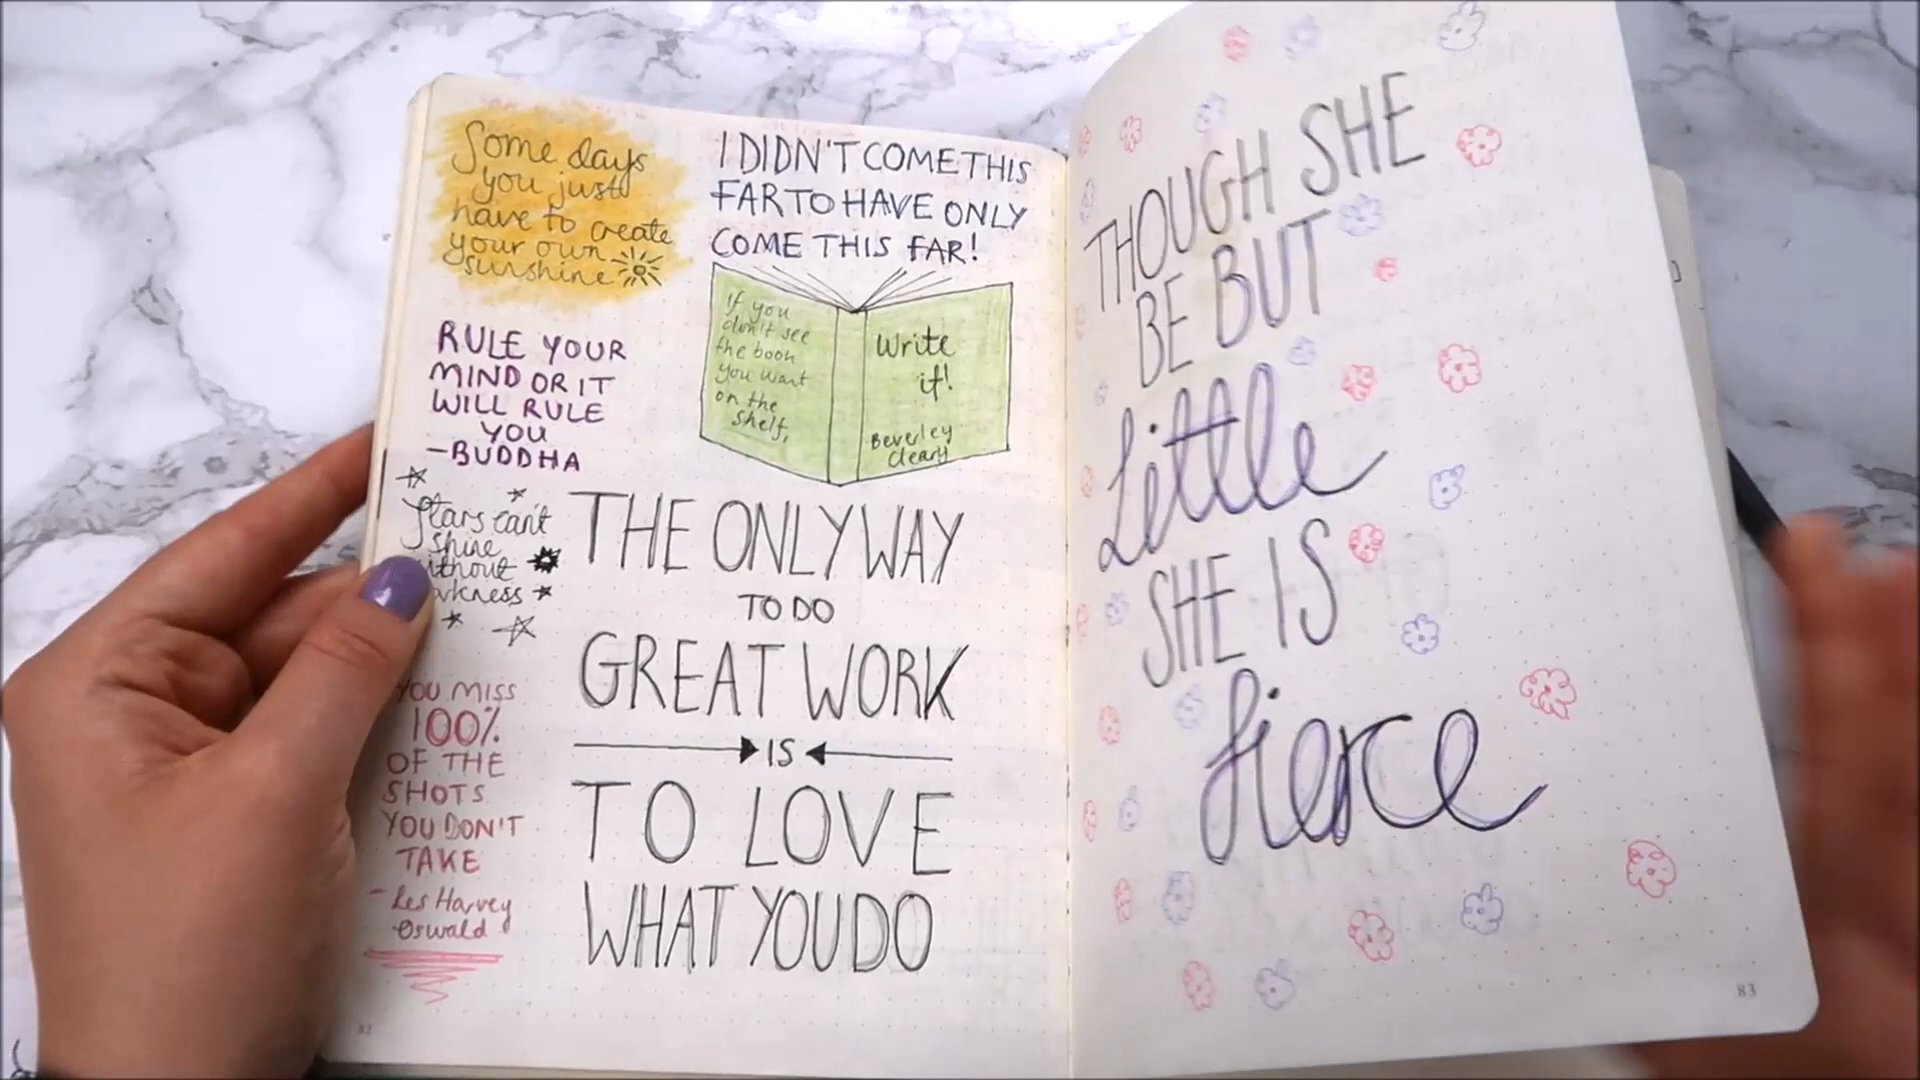 Some days
you just
have to create
your own
sunshine
I DIDN'T COME THIS
FAR TO HAVE ONLY
COME THIS FAR!
If you
don't see
the book
you want
on the
shelf,
Write
it!
Beverley
Cleary
RULE YOUR
MIND OR IT
WILL RULE
YOU
-BUDDHA
Stars can't
shine
THE ONLY WAY
TO DO
GREAT WORK
IS
TO LOVE
WHAT YOU DO
YOU MISS
100%
OF THE
SHOTS
YOU DON'T
TAKE
- Les Harvey
Oswald
82
THOUGH SHE
BE BUT
Little
SHE IS
fierce
83